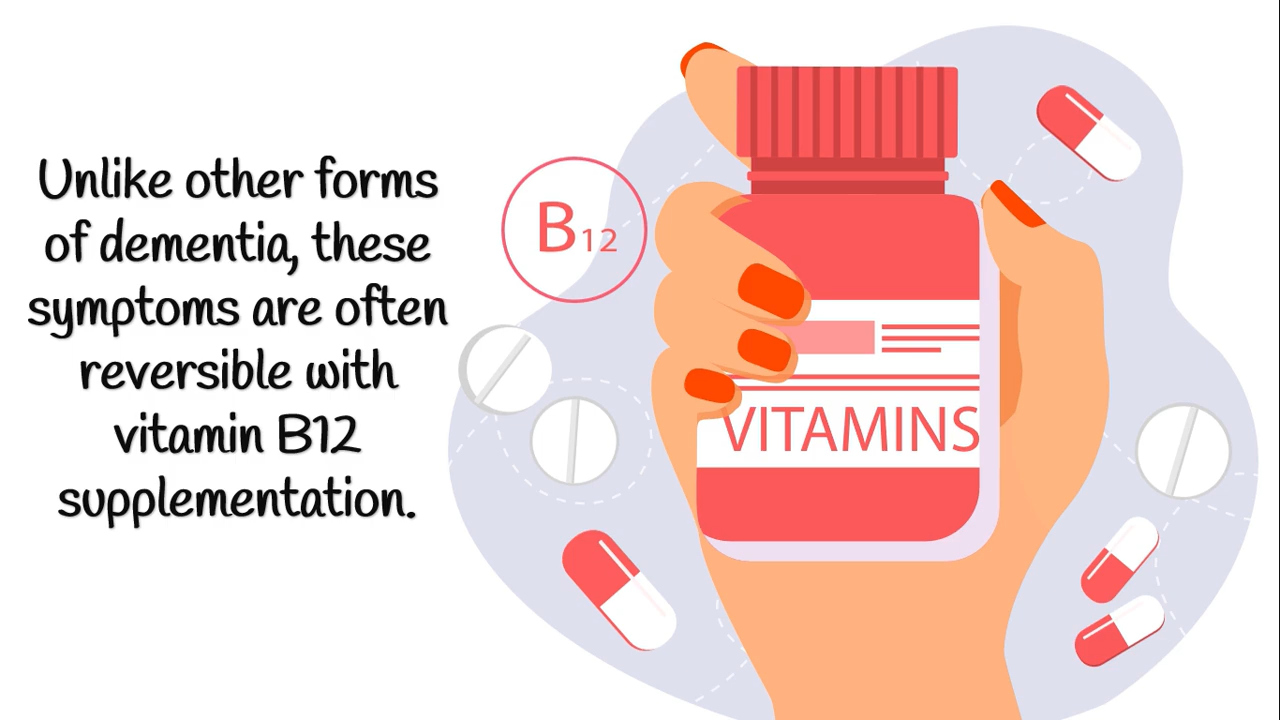 Unlike other forms
of dementia, these
symptoms are often
reversible with
vitamin B12
supplementation.
B12
VITAMINS